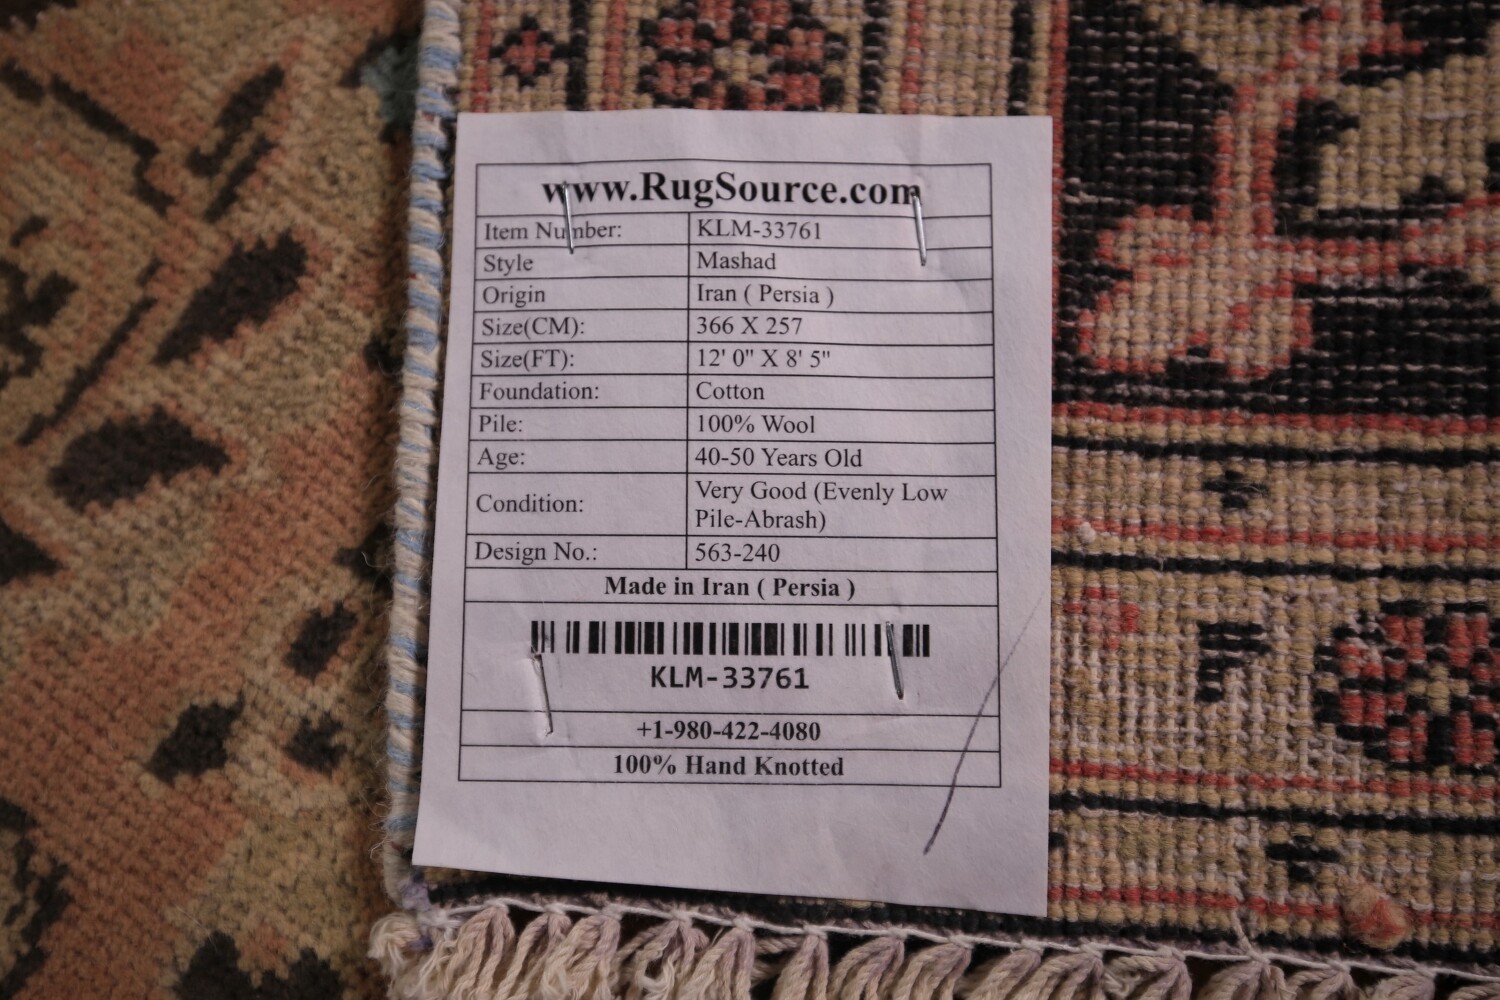 www.RugSource.com
Item Number: KLM-33761
Style Mashad
Origin Iran ( Persia )
Size(CM): 366 X 257
Size(FT): 12' 0" X 8' 5"
Foundation: Cotton
Pile: 100% Wool
Age: 40-50 Years Old
Condition: Very Good (Evenly Low
Pile-Abrash)
Design No.: 563-240
Made in Iran ( Persia )
KLM-33761
+1-980-422-4080
100% Hand Knotted